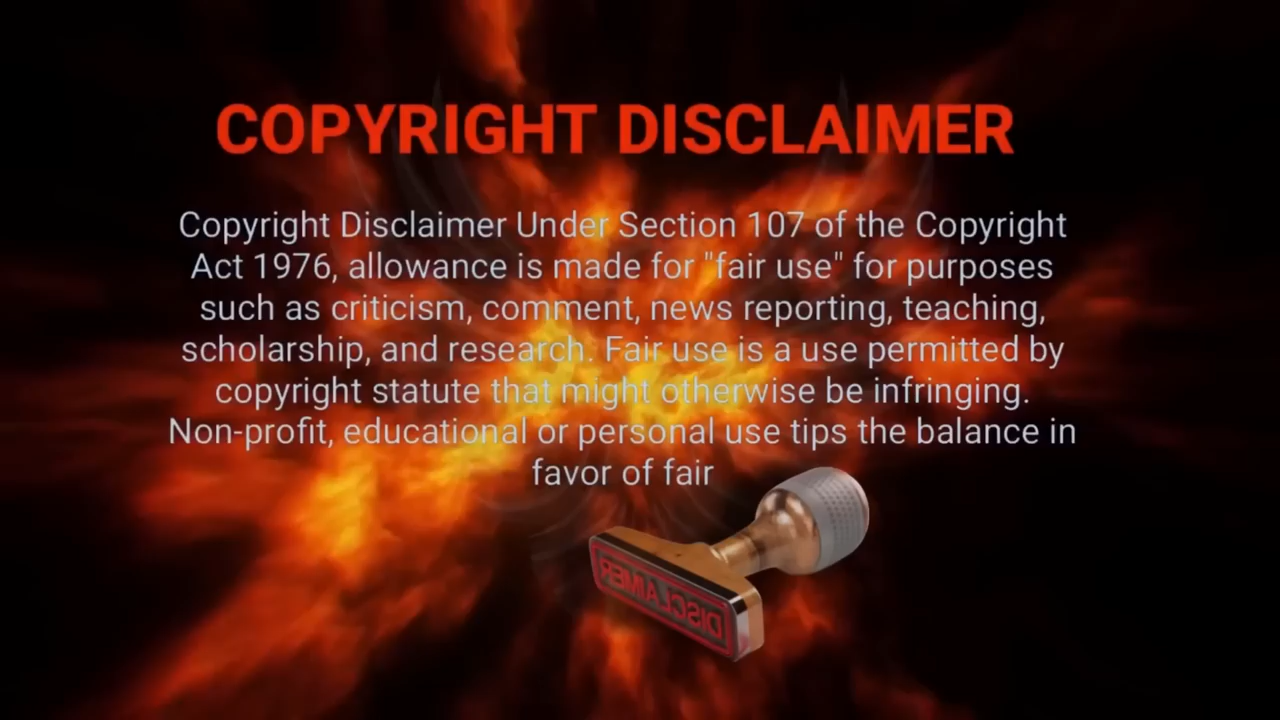 COPYRIGHT DISCLAIMER
Copyright Disclaimer Under Section 107 of the Copyright
Act 1976, allowance is made for "fair use" for purposes
such as criticism, comment, news reporting, teaching,
scholarship, and research. Fair use is a use permitted by
copyright statute that might otherwise be infringing.
Non-profit, educational or personal use tips the balance in
favor of fair
DISCLAIMER